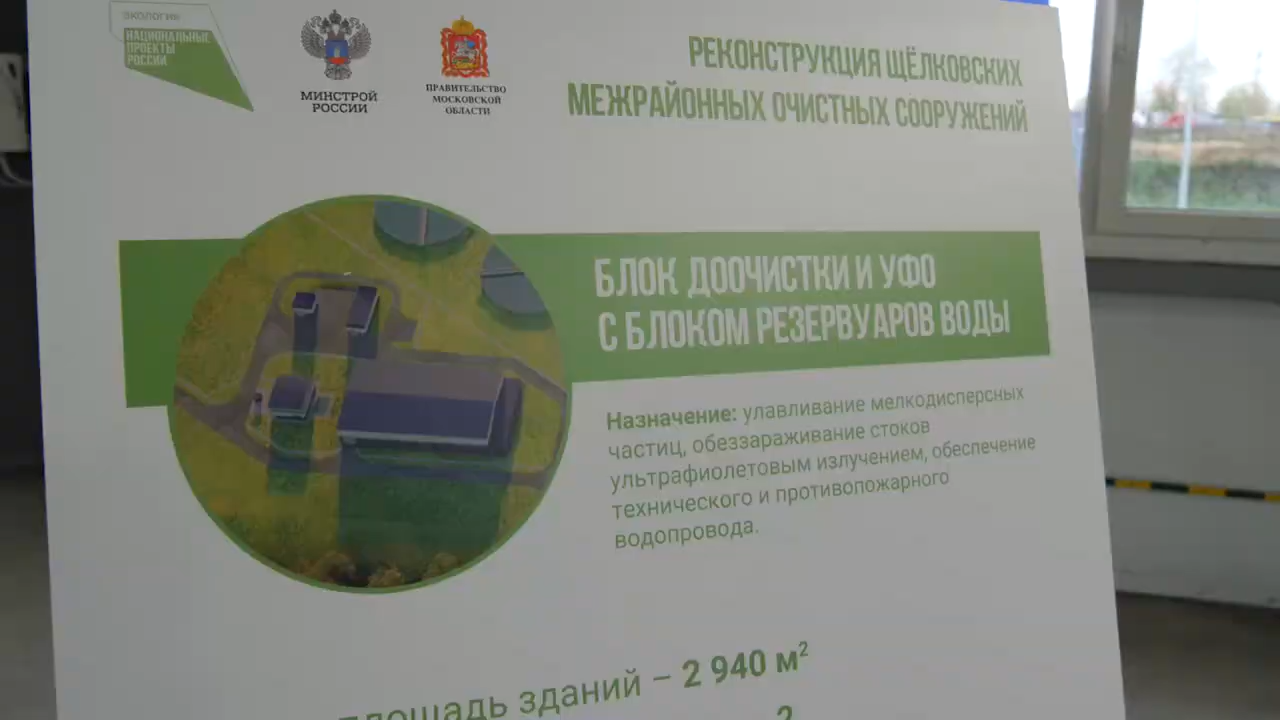 экология
НАЦИОНАЛЬНЫЕ
ПРОЕКТЫ
РОССИИ
МИНСТРОЙ
РОССИИ
ПРАВИТЕЛЬСТВО
МОСКОВСКОЙ
ОБЛАСТИ
РЕКОНСТРУКЦИЯ ЩЁЛКОВСКИХ
МЕЖРАЙОННЫХ ОЧИСТНЫХ СООРУЖЕНИЙ
БЛОК ДООЧИСТКИ И УФО
С БЛОКОМ РЕЗЕРВУАРОВ ВОДЫ
Назначение: улавливание мелкодисперсных
частиц, обеззараживание стоков
ультрафиолетовым излучением, обеспечение
технического и противопожарного
водопровода.
площадь зданий – 2 940 м²